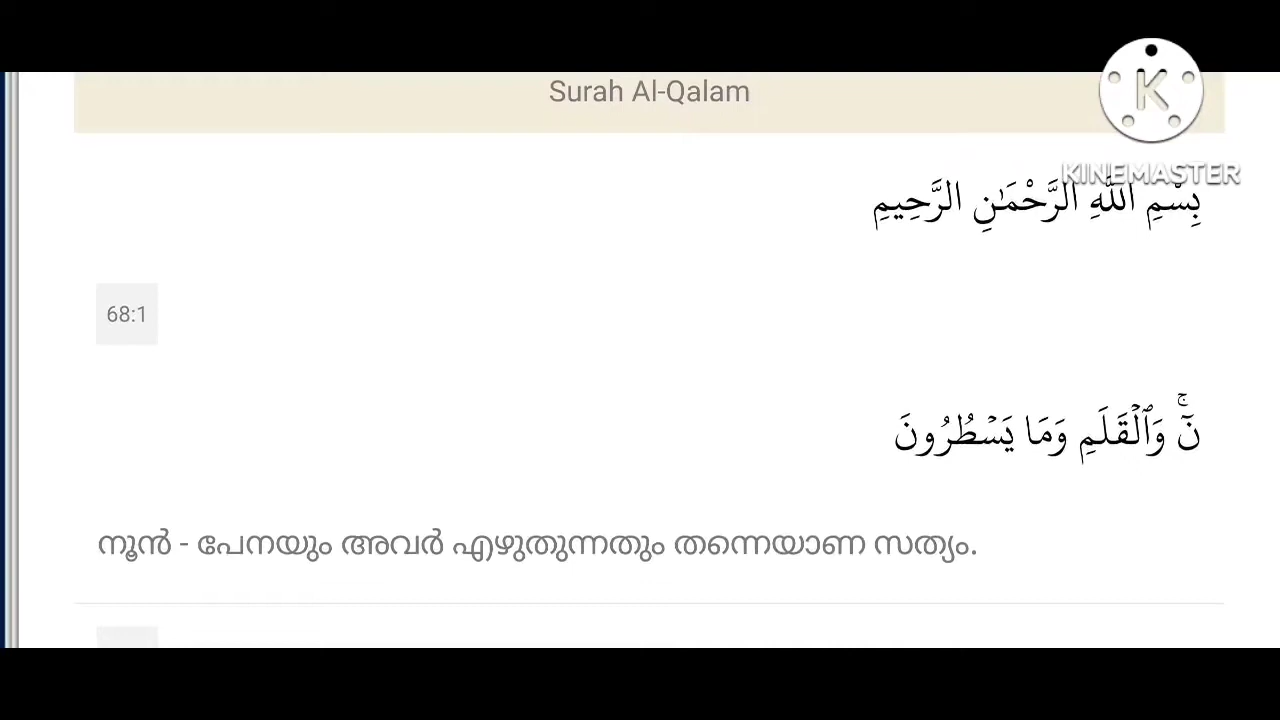 Surah Al-Qalam
K
KINEMASTER
بِسْمِ اللَّهِ الرَّحْمَٰنِ الرَّحِيمِ
68:1
نٓۚ وَٱلْقَلَمِ وَمَا يَسْطُرُونَ
നൂൻ - പേനയും അവർ എഴുതുന്നതും തന്നെയാണ സത്യം.